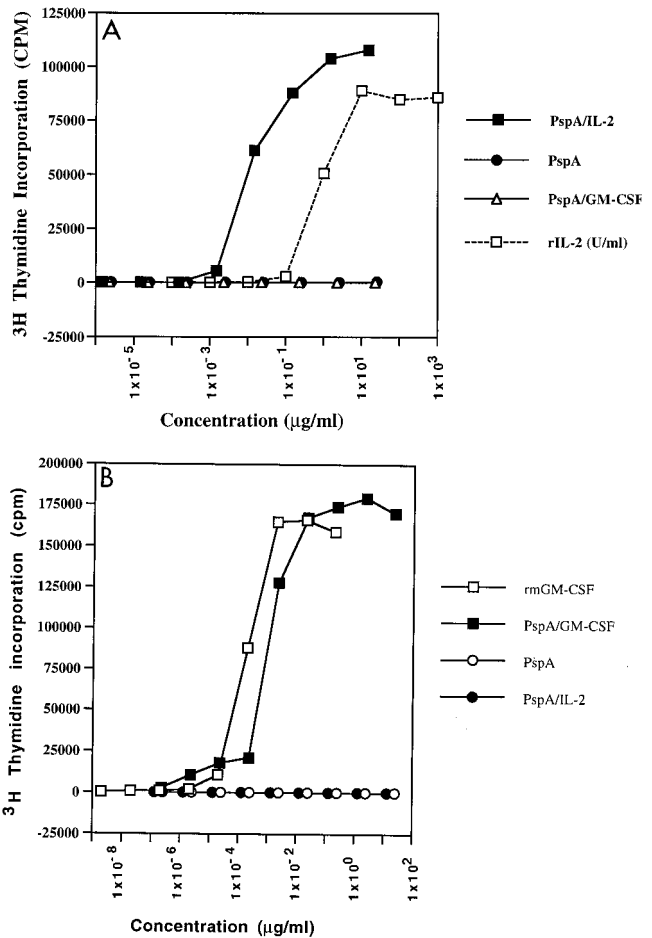 A
3H Thymidine Incorporation (CPM)
125000
100000
75000
50000
25000
0
-25000
1x10-5
1x10-3
1x10-1
1x101
1x103
Concentration (μg/ml)
PspA/IL-2
PspA
PspA/GM-CSF
rIL-2 (U/ml)
B
3H Thymidine incorporation (cpm)
200000
175000
150000
125000
100000
75000
50000
25000
0
-25000
1x10-8
1x10-6
1x10-4
1x10-2
1x100
1x102
Concentration (μg/ml)
rmGM-CSF
PspA/GM-CSF
PspA
PspA/IL-2